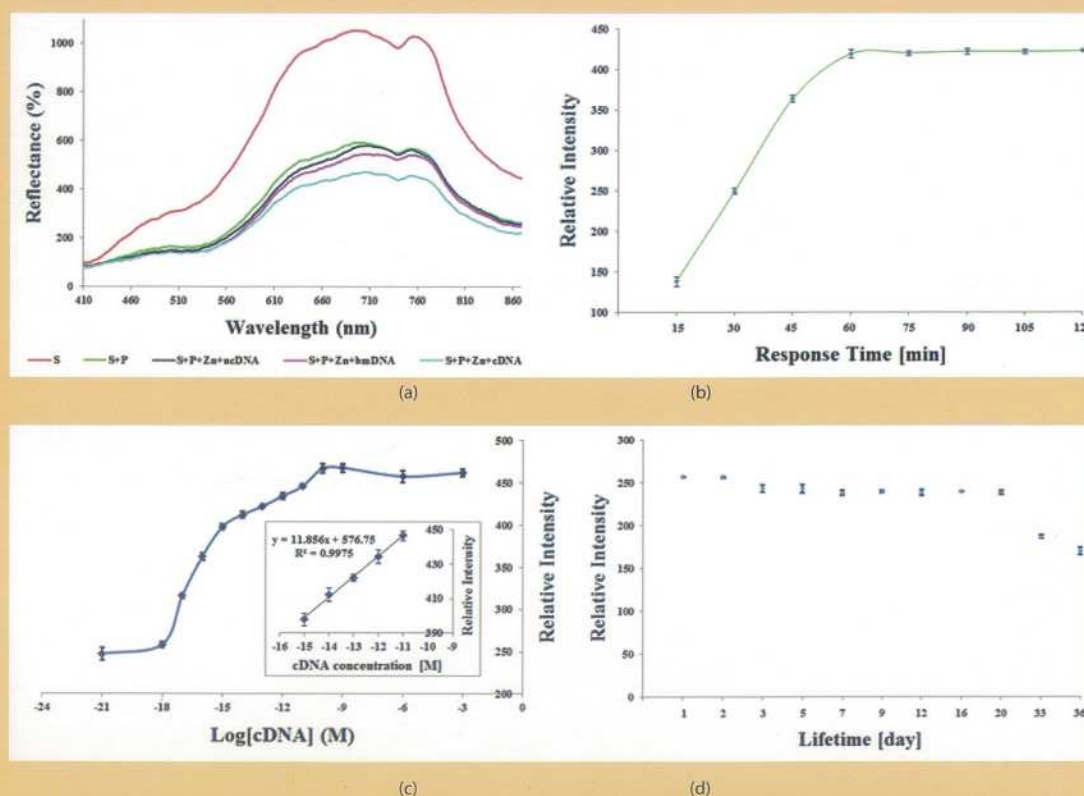 1000
800
600
400
200
0
Reflectance (%)
410 460 510 560 610 660 710 760 810 860
Wavelength (nm)
S S+P S+P+Zn+ncDNA S+P+Zn+bmDNA S+P+Zn+cDNA
(a)
450
400
350
300
250
200
150
100
Relative Intensity
15 30 45 60 75 90 105 12
Response Time [min]
(b)
500
450
400
350
300
250
200
Relative Intensity
y = 11.856x + 576.75
R² = 0.9975
450
430
410
390
Relative Intensity
-16 -15 -14 -13 -12 -11 -10 -9 -8
cDNA concentration [M]
-24 -21 -18 -15 -12 -9 -6 -3 0
Log[cDNA] (M)
(c)
300
250
200
150
100
50
0
Relative Intensity
1 2 3 5 7 9 12 16 20 33 36
Lifetime [day]
(d)